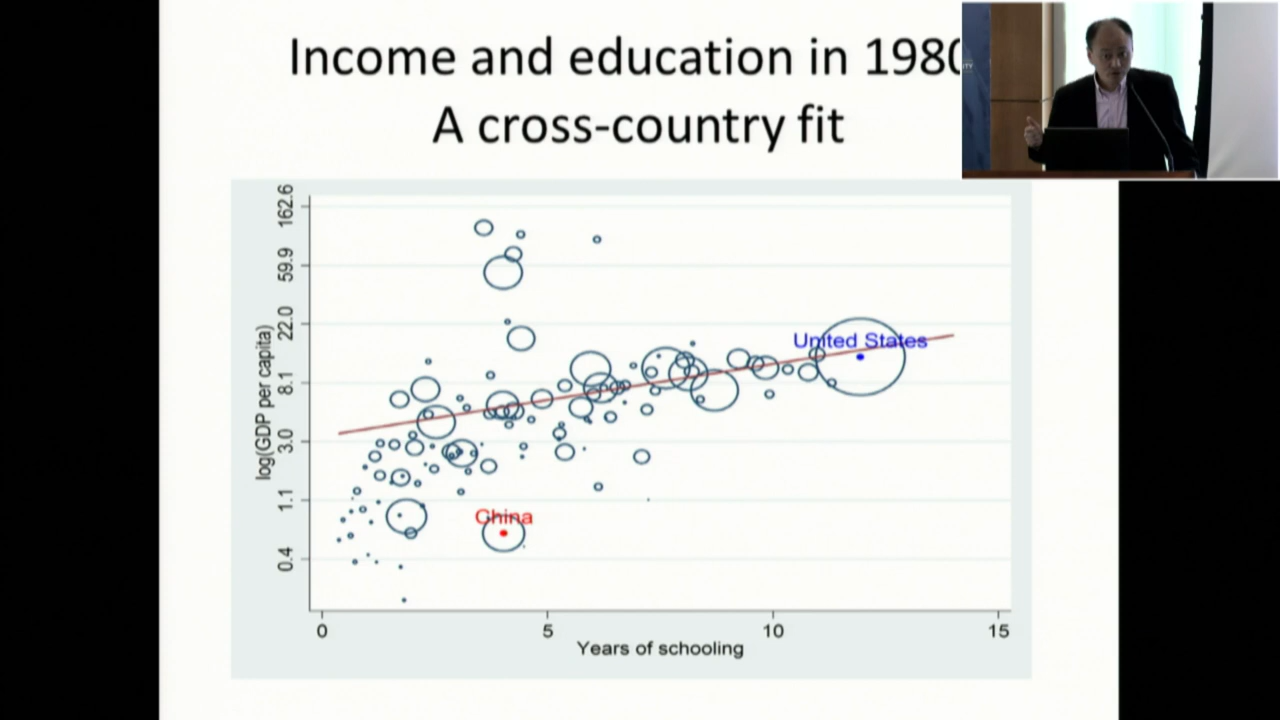 Income and education in 1980
A cross-country fit
162.6
59.9
22.0
8.1
3.0
1.1
0.4
log(GDP per capita)
United States
China
0
5
10
15
Years of schooling